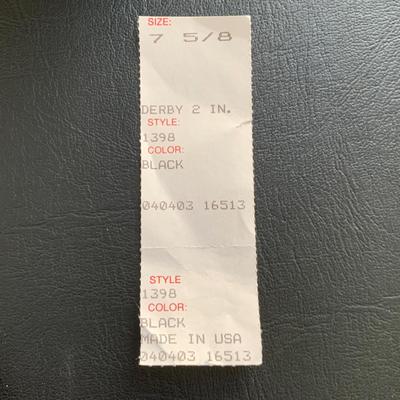 SIZE:
7 5/8
DERBY 2 IN.
STYLE:
1398
COLOR:
BLACK
040403 16513
STYLE
1398
COLOR:
BLACK
MADE IN USA
040403 16513